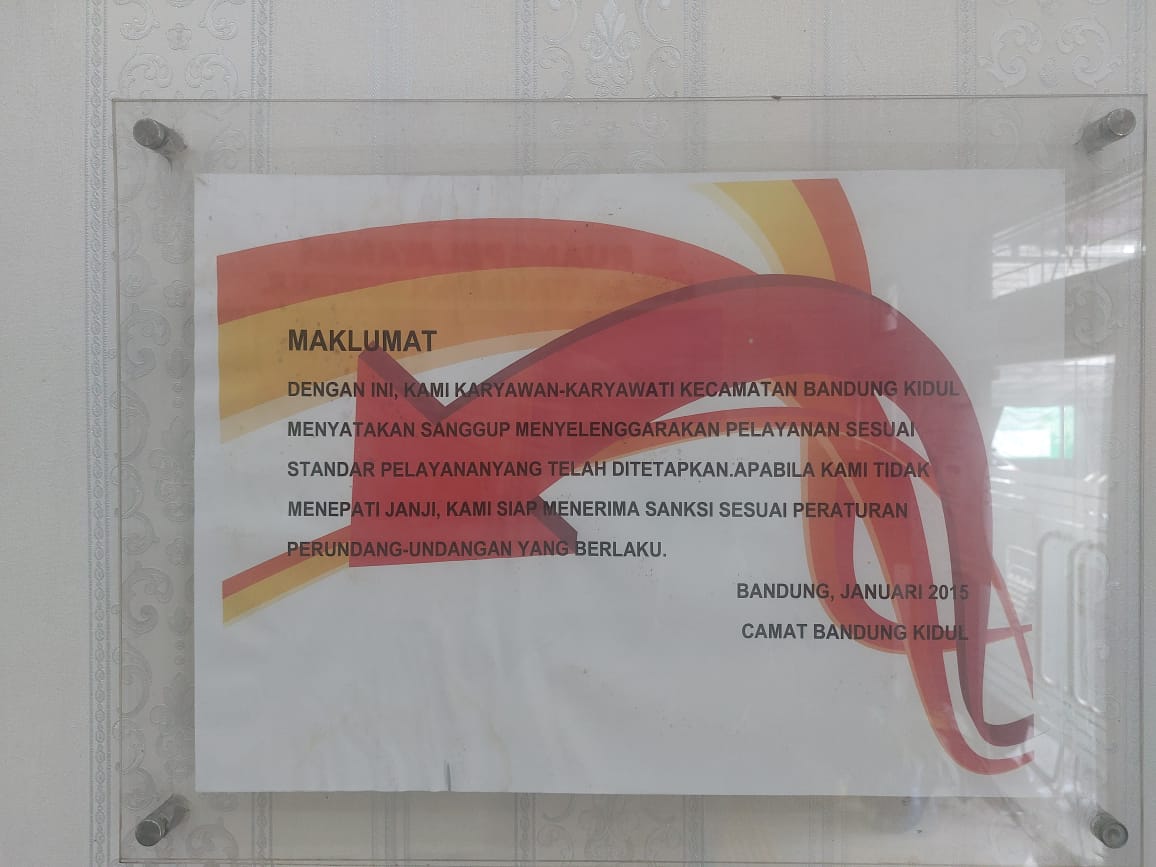 MAKLUMAT
DENGAN INI, KAMI KARYAWAN-KARYAWATI KECAMATAN BANDUNG KIDUL
MENYATAKAN SANGGUP MENYELENGGARAKAN PELAYANAN SESUAI
STANDAR PELAYANANYANG TELAH DITETAPKAN.APABILA KAMI TIDAK
MENEPATI JANJI, KAMI SIAP MENERIMA SANKSI SESUAI PERATURAN
PERUNDANG-UNDANGAN YANG BERLAKU.
BANDUNG, JANUARI 2015
CAMAT BANDUNG KIDUL